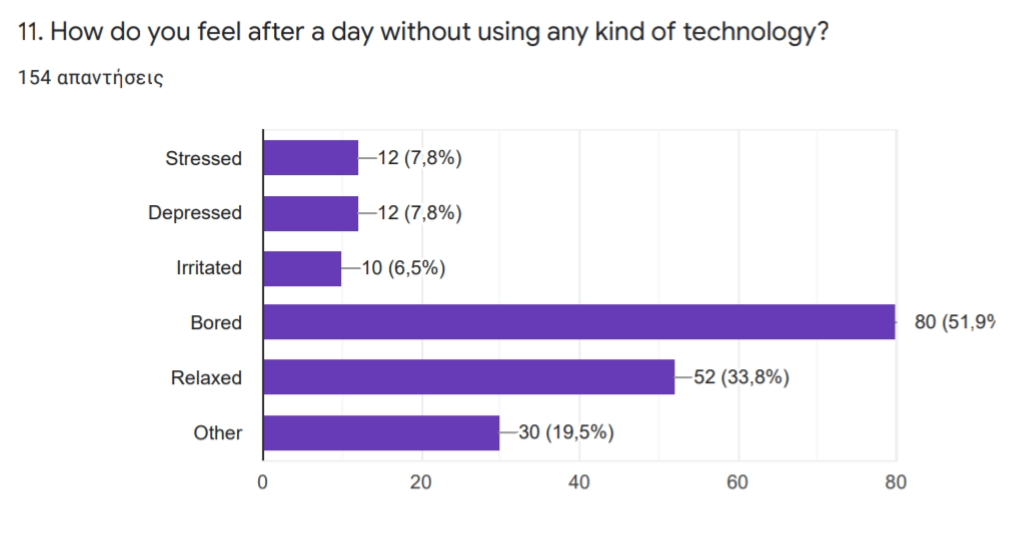 11. How do you feel after a day without using any kind of technology?
154 απαντήσεις
Stressed 12 (7,8%)
Depressed 12 (7,8%)
Irritated 10 (6,5%)
Bored 80 (51,9%
Relaxed 52 (33,8%)
Other 30 (19,5%)
0 20 40 60 80